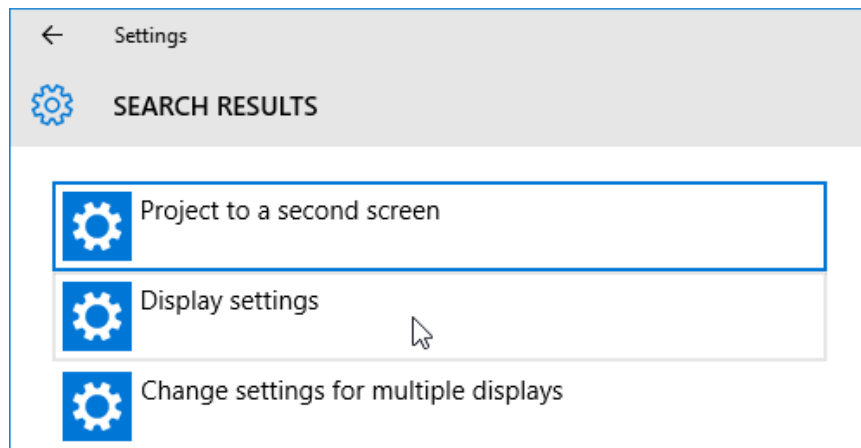 Settings
SEARCH RESULTS
Project to a second screen
Display settings
Change settings for multiple displays